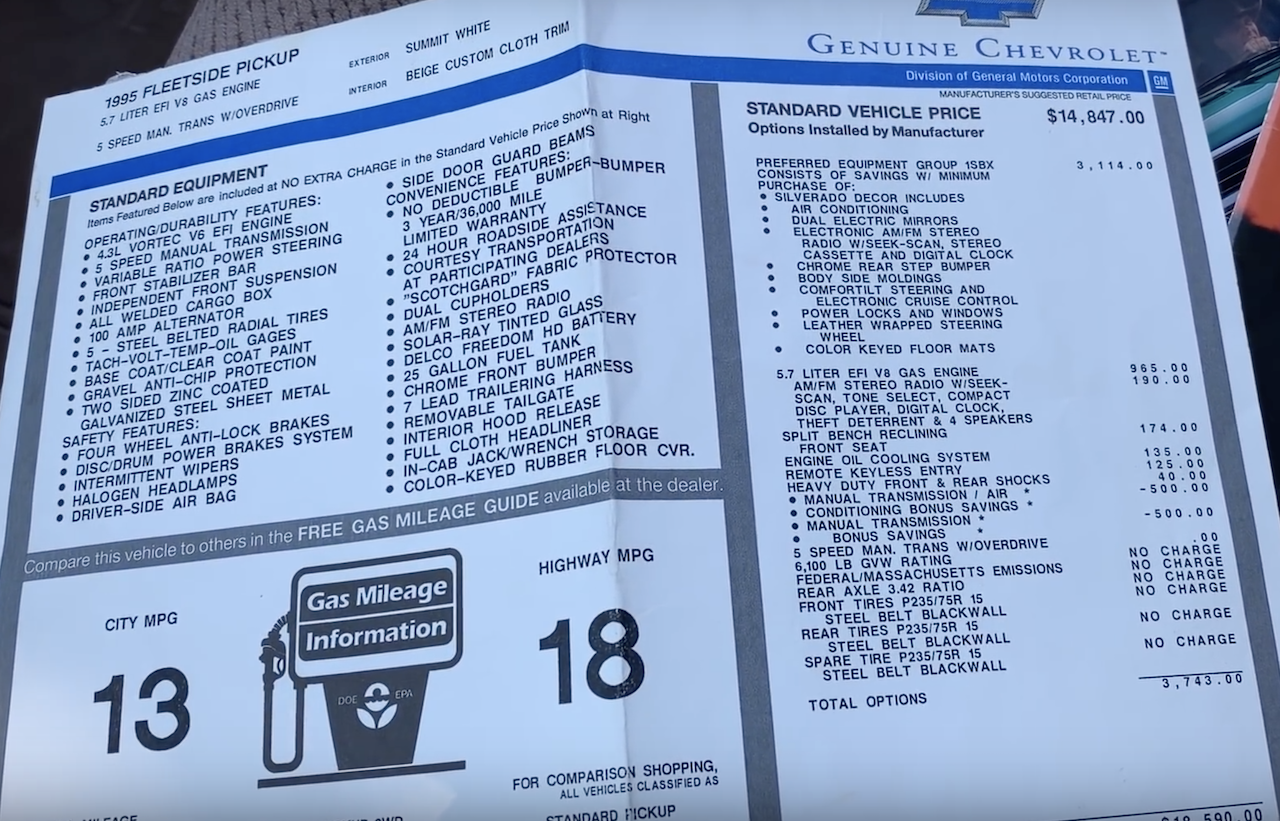 1995 FLEETSIDE PICKUP
5.7 LITER EFI V8 GAS ENGINE
5 SPEED MAN. TRANS W/OVERDRIVE
EXTERIOR SUMMIT WHITE
INTERIOR BEIGE CUSTOM CLOTH TRIM
STANDARD EQUIPMENT
Items Featured Below are included at NO EXTRA CHARGE in the Standard Vehicle Price Shown at Right
OPERATING/DURABILITY FEATURES:
• 4.3L VORTEC V6 EFI ENGINE
• 5 SPEED MANUAL TRANSMISSION
• VARIABLE RATIO POWER STEERING
• FRONT STABILIZER BAR
• INDEPENDENT FRONT SUSPENSION
• ALL WELDED CARGO BOX
• 100 AMP ALTERNATOR
• 5 - STEEL BELTED RADIAL TIRES
• TACH-VOLT-TEMP-OIL GAGES
• BASE COAT/CLEAR COAT PAINT
• GRAVEL ANTI-CHIP PROTECTION
• TWO SIDED ZINC COATED
GALVANIZED STEEL SHEET METAL
SAFETY FEATURES:
• FOUR WHEEL ANTI-LOCK BRAKES
• DISC/DRUM POWER BRAKES SYSTEM
• INTERMITTENT WIPERS
• HALOGEN HEADLAMPS
• DRIVER-SIDE AIR BAG
• SIDE DOOR GUARD BEAMS
CONVENIENCE FEATURES:
• NO DEDUCTIBLE BUMPER-BUMPER
3 YEAR/36,000 MILE
LIMITED WARRANTY
• 24 HOUR ROADSIDE ASSISTANCE
• COURTESY TRANSPORTATION
AT PARTICIPATING DEALERS
• "SCOTCHGARD" FABRIC PROTECTOR
• DUAL CUPHOLDERS
• AM/FM STEREO RADIO
• SOLAR-RAY TINTED GLASS
• DELCO FREEDOM HD BATTERY
• 25 GALLON FUEL TANK
• CHROME FRONT BUMPER
• 7 LEAD TRAILERING HARNESS
• REMOVABLE TAILGATE
• INTERIOR HOOD RELEASE
• FULL CLOTH HEADLINER
• IN-CAB JACK/WRENCH STORAGE
• COLOR-KEYED RUBBER FLOOR CVR.
Compare this vehicle to others in the FREE GAS MILEAGE GUIDE available at the dealer.
CITY MPG
13
Gas Mileage
Information
DOE EPA
HIGHWAY MPG
18
FOR COMPARISON SHOPPING,
ALL VEHICLES CLASSIFIED AS
STANDARD PICKUP
GENUINE CHEVROLET™
Division of General Motors Corporation GM
MANUFACTURER'S SUGGESTED RETAIL PRICE
STANDARD VEHICLE PRICE $14,847.00
Options Installed by Manufacturer
PREFERRED EQUIPMENT GROUP 1SBX 3,114.00
CONSISTS OF SAVINGS W/ MINIMUM
PURCHASE OF:
• SILVERADO DECOR INCLUDES
• AIR CONDITIONING
• DUAL ELECTRIC MIRRORS
• ELECTRONIC AM/FM STEREO
RADIO W/SEEK-SCAN, STEREO
CASSETTE AND DIGITAL CLOCK
• CHROME REAR STEP BUMPER
• BODY SIDE MOLDINGS
• COMFORTILT STEERING AND
ELECTRONIC CRUISE CONTROL
• POWER LOCKS AND WINDOWS
• LEATHER WRAPPED STEERING
WHEEL
• COLOR KEYED FLOOR MATS
5.7 LITER EFI V8 GAS ENGINE 965.00
AM/FM STEREO RADIO W/SEEK- 190.00
SCAN, TONE SELECT, COMPACT
DISC PLAYER, DIGITAL CLOCK,
THEFT DETERRENT & 4 SPEAKERS
SPLIT BENCH RECLINING 174.00
FRONT SEAT
ENGINE OIL COOLING SYSTEM 135.00
REMOTE KEYLESS ENTRY 125.00
HEAVY DUTY FRONT & REAR SHOCKS 40.00
• MANUAL TRANSMISSION / AIR * -500.00
• CONDITIONING BONUS SAVINGS *
• MANUAL TRANSMISSION * -500.00
• BONUS SAVINGS *
5 SPEED MAN. TRANS W/OVERDRIVE .00
6,100 LB GVW RATING NO CHARGE
FEDERAL/MASSACHUSETTS EMISSIONS NO CHARGE
REAR AXLE 3.42 RATIO NO CHARGE
FRONT TIRES P235/75R 15 NO CHARGE
STEEL BELT BLACKWALL
REAR TIRES P235/75R 15 NO CHARGE
STEEL BELT BLACKWALL
SPARE TIRE P235/75R 15 NO CHARGE
STEEL BELT BLACKWALL
TOTAL OPTIONS 3,743.00